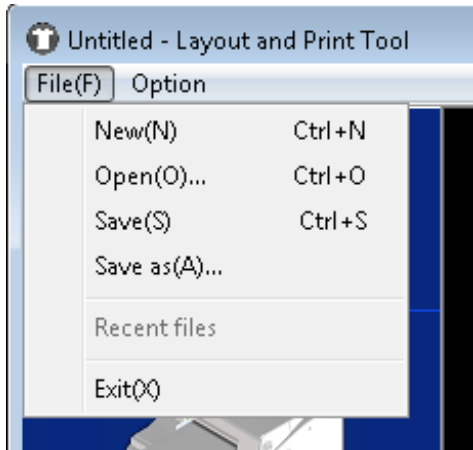 Untitled - Layout and Print Tool
File(F) Option
New(N) Ctrl+N
Open(O)... Ctrl+O
Save(S) Ctrl+S
Save as(A)...
Recent files
Exit(X)